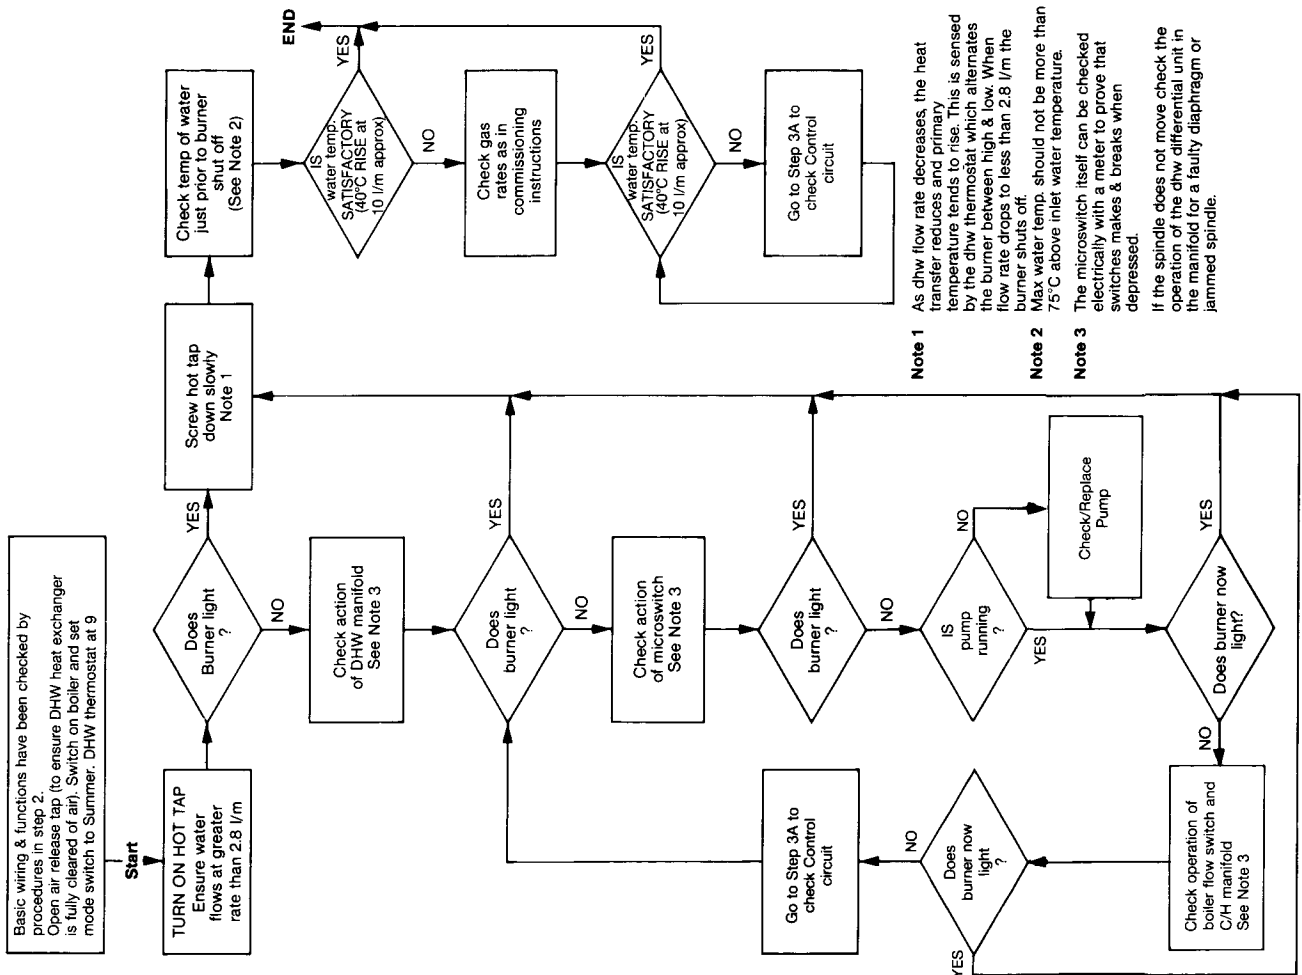 Basic wiring & functions have been checked by
procedures in step 2.
Open air release tap (to ensure DHW heat exchanger
is fully cleared of air). Switch on boiler and set
mode switch to Summer. DHW thermostat at 9
Start
TURN ON HOT TAP
Ensure water
flows at greater
rate than 2.8 l/m
Does
Burner light
?
YES
NO
Screw hot tap
down slowly
Note 1
Check temp of water
just prior to burner
shut off
(See Note 2)
IS
water temp.
SATISFACTORY
(40°C RISE at
10 l/m approx)
YES
END
NO
Check gas
rates as in
commissioning
instructions
IS
water temp.
SATISFACTORY
(40°C RISE at
10 l/m approx)
YES
NO
Go to Step 3A to
check Control
circuit
Check action
of DHW manifold
See Note 3
Does
burner light
?
YES
NO
Check action
of microswitch
See Note 3
Does
burner light
?
YES
NO
IS
pump
running
?
NO
YES
Check/Replace
Pump
Does burner now
light?
YES
NO
Check operation of
boiler flow switch and
C/H manifold
See Note 3
Does
burner now
light
?
YES
NO
Go to Step 3A to
check Control
circuit
Note 1 As dhw flow rate decreases, the heat
transfer reduces and primary
temperature tends to rise. This is sensed
by the dhw thermostat which alternates
the burner between high & low. When
flow rate drops to less than 2.8 l/m the
burner shuts off.
Note 2 Max water temp. should not be more than
75°C above inlet water temperature.
Note 3 The microswitch itself can be checked
electrically with a meter to prove that
switches makes & breaks when
depressed.
If the spindle does not move check the
operation of the dhw differential unit in
the manifold for a faulty diaphragm or
jammed spindle.